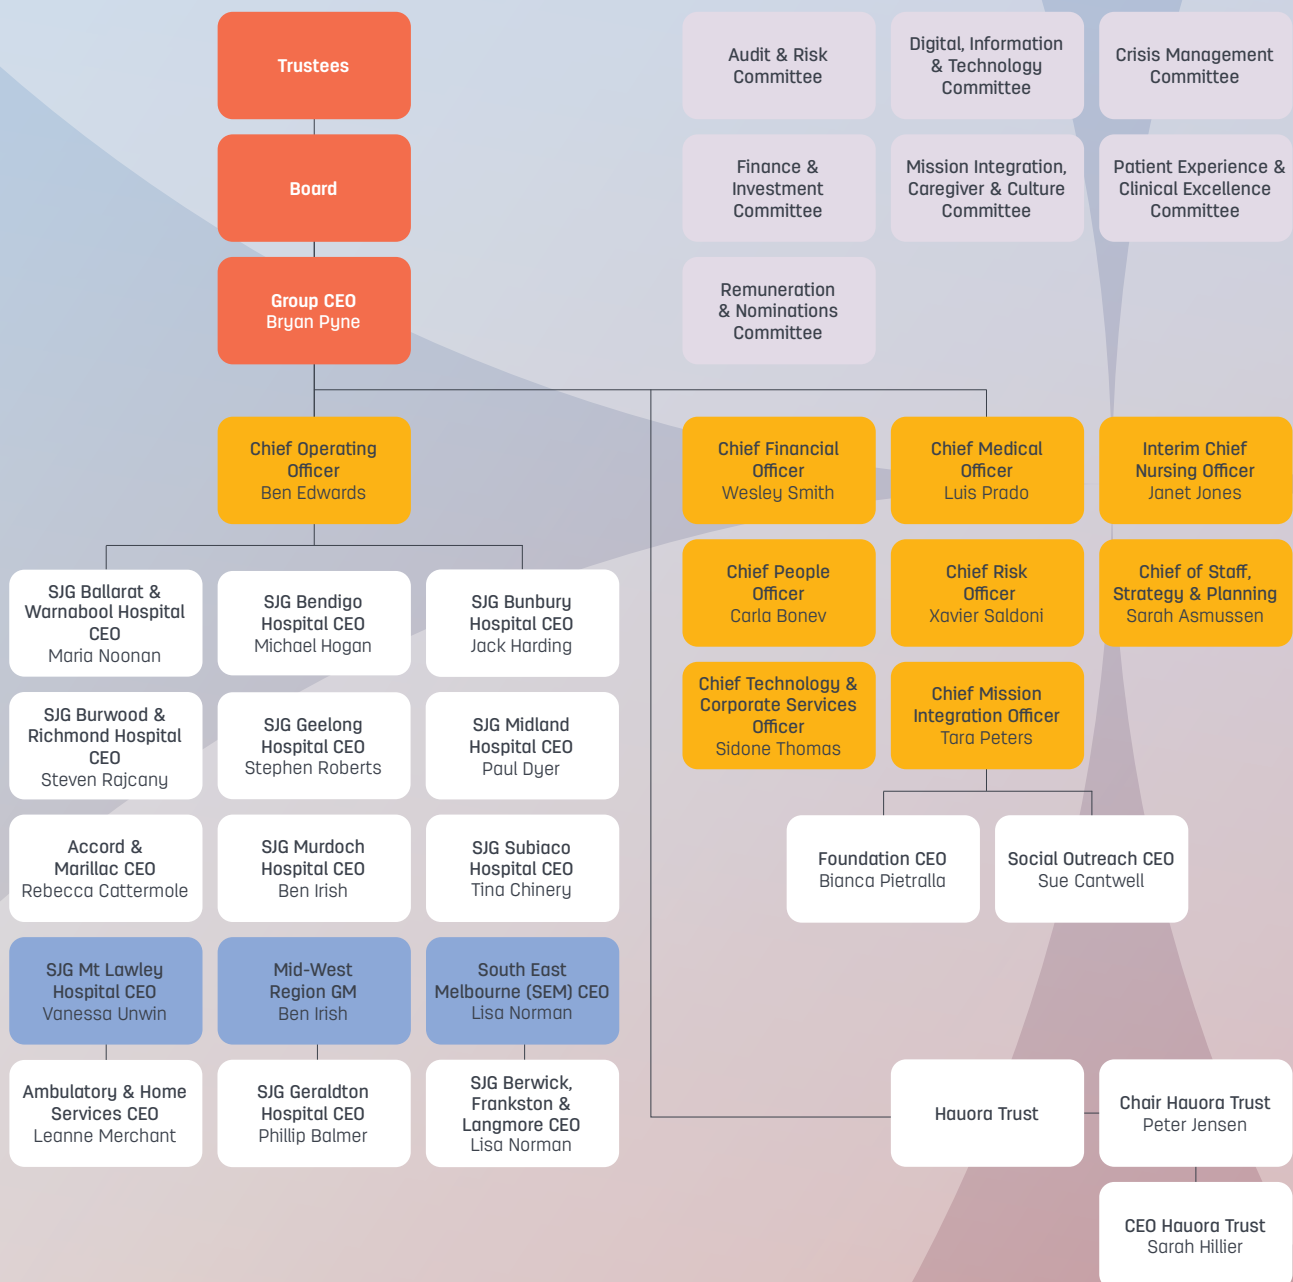 Trustees
Board
Group CEO
Bryan Pyne
Audit & Risk
Committee
Digital, Information
& Technology
Committee
Crisis Management
Committee
Finance &
Investment
Committee
Mission Integration,
Caregiver & Culture
Committee
Patient Experience &
Clinical Excellence
Committee
Remuneration
& Nominations
Committee
Chief Operating
Officer
Ben Edwards
Chief Financial
Officer
Wesley Smith
Chief Medical
Officer
Luis Prado
Interim Chief
Nursing Officer
Janet Jones
Chief People
Officer
Carla Bonev
Chief Risk
Officer
Xavier Saldoni
Chief of Staff,
Strategy & Planning
Sarah Asmussen
Chief Technology &
Corporate Services
Officer
Sidone Thomas
Chief Mission
Integration Officer
Tara Peters
SJG Ballarat &
Warnabool Hospital
CEO
Maria Noonan
SJG Bendigo
Hospital CEO
Michael Hogan
SJG Bunbury
Hospital CEO
Jack Harding
SJG Burwood &
Richmond Hospital
CEO
Steven Rajcany
SJG Geelong
Hospital CEO
Stephen Roberts
SJG Midland
Hospital CEO
Paul Dyer
Accord &
Marillac CEO
Rebecca Cattermole
SJG Murdoch
Hospital CEO
Ben Irish
SJG Subiaco
Hospital CEO
Tina Chinery
Foundation CEO
Bianca Pietralla
Social Outreach CEO
Sue Cantwell
SJG Mt Lawley
Hospital CEO
Vanessa Unwin
Mid-West
Region GM
Ben Irish
South East
Melbourne (SEM) CEO
Lisa Norman
Ambulatory & Home
Services CEO
Leanne Merchant
SJG Geraldton
Hospital CEO
Phillip Balmer
SJG Berwick,
Frankston &
Langmore CEO
Lisa Norman
Hauora Trust
Chair Hauora Trust
Peter Jensen
CEO Hauora Trust
Sarah Hillier